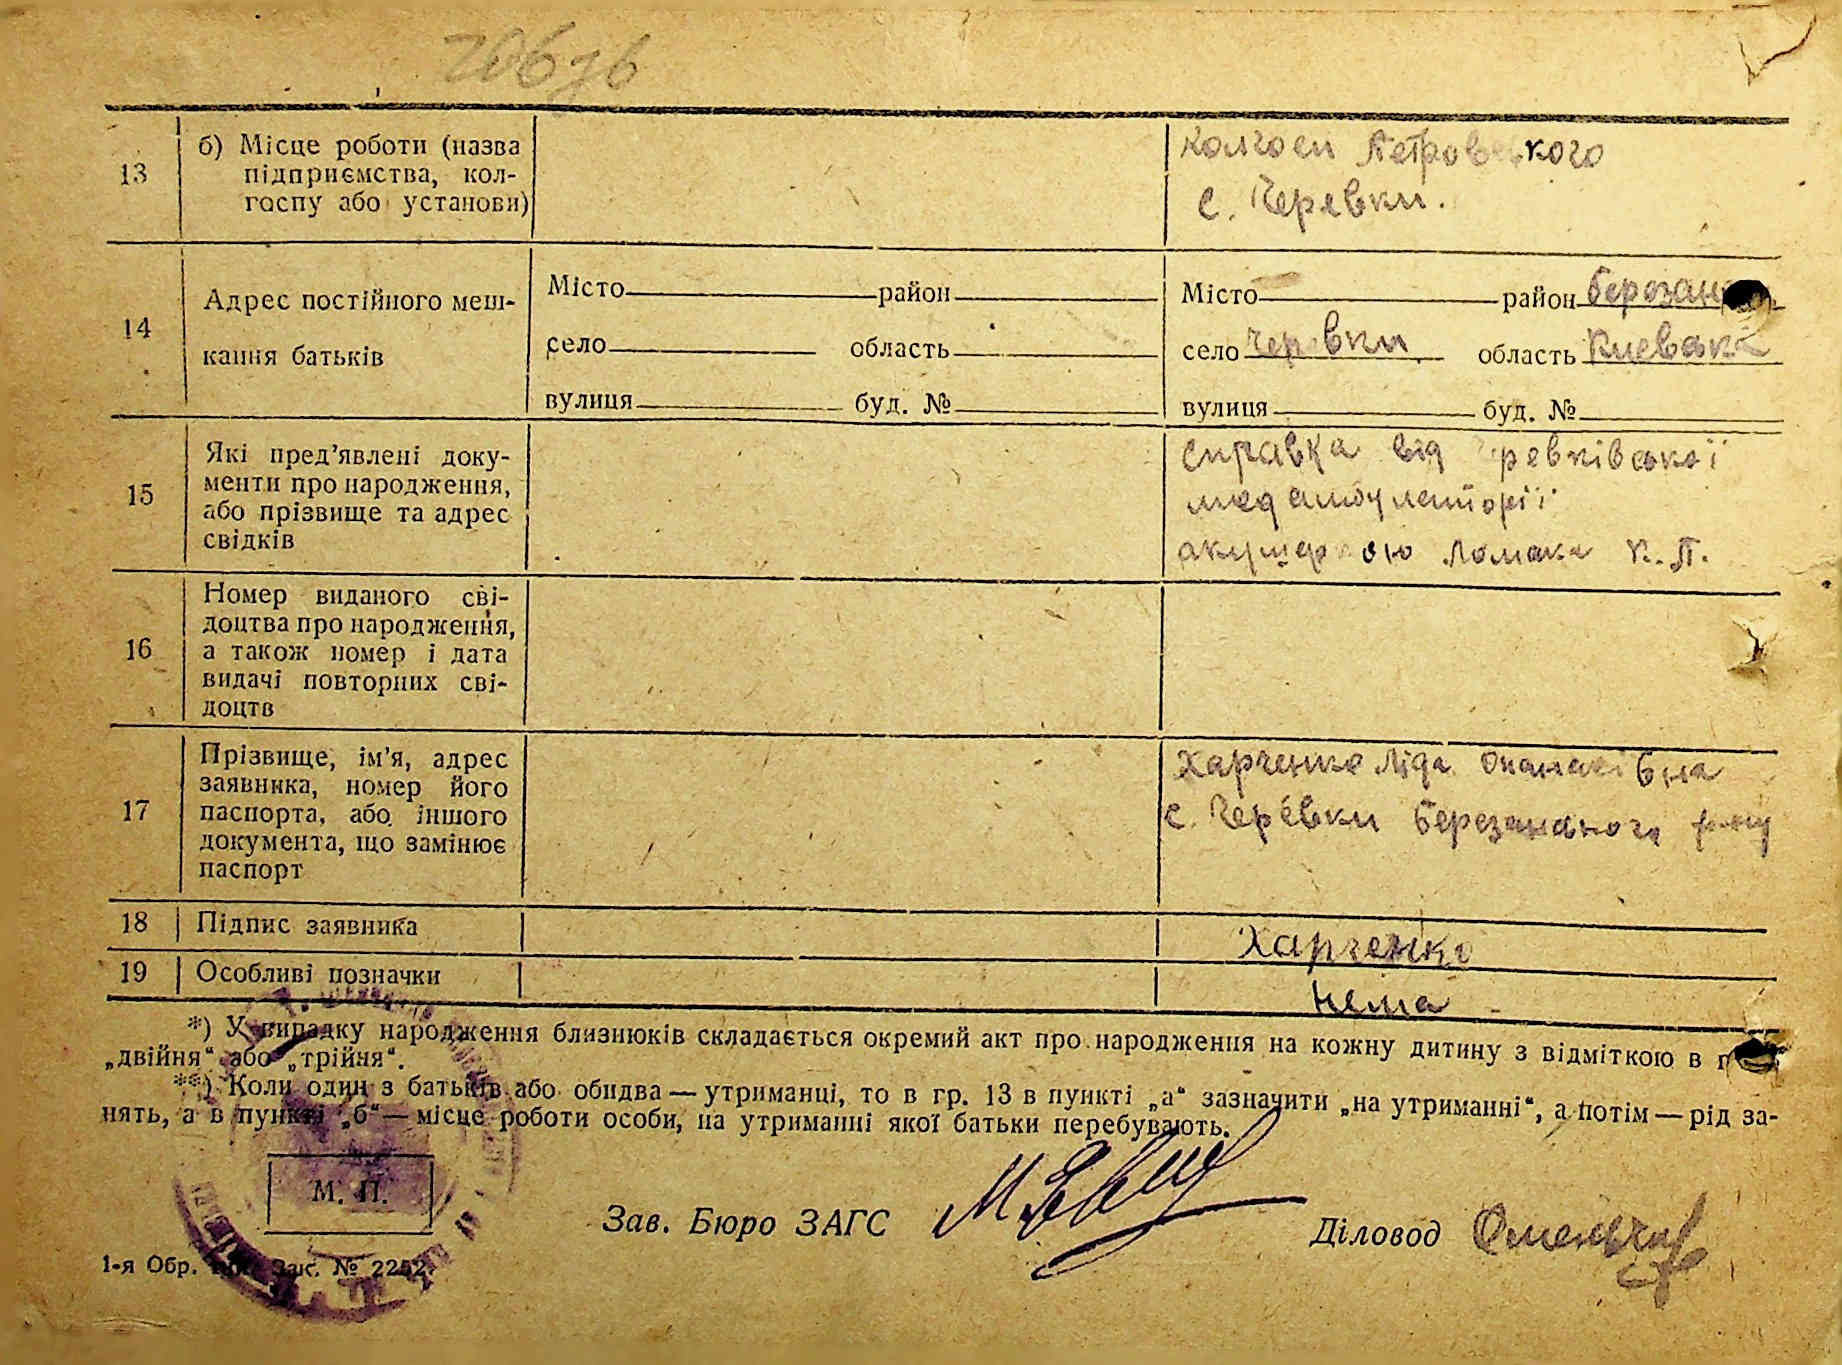 13 б) Місце роботи (назва
підприємства, кол-
госпу або установи)
колгосп Петровського
с. Черевки.
14 Адрес постійного меш-
кання батьків
Місто район
село область
вулиця буд. №
Місто район Березан
село Черевки область Киевська
вулиця буд. №
15 Які пред'явлені доку-
менти про народження,
або прізвище та адрес
свідків
справка від Черевківської
медамбулаторії
акушеркою Ломака К. П.
16 Номер виданого сві-
доцтва про народження,
а також номер і дата
видачі повторних сві-
доцтв
17 Прізвище, ім'я, адрес
заявника, номер його
паспорта, або іншого
документа, що замінює
паспорт
Харченко Ліда Опанасівна
с. Черевки Березанського р-ну
18 Підпис заявника
Харченко
19 Особливі позначки
нема
*) У випадку народження близнюків складається окремий акт про народження на кожну дитину з відміткою в
„двійня“ або „трійня“.
**) Коли один з батьків або обидва — утриманці, то в гр. 13 в пункті „а“ зазначити „на утриманні“, а потім — рід за-
нять, а в пункті „б“ — місце роботи особи, на утриманні якої батьки перебувають.
М. П.
Зав. Бюро ЗАГС
Діловод
1-я Обр. тип. Зак. № 2252.